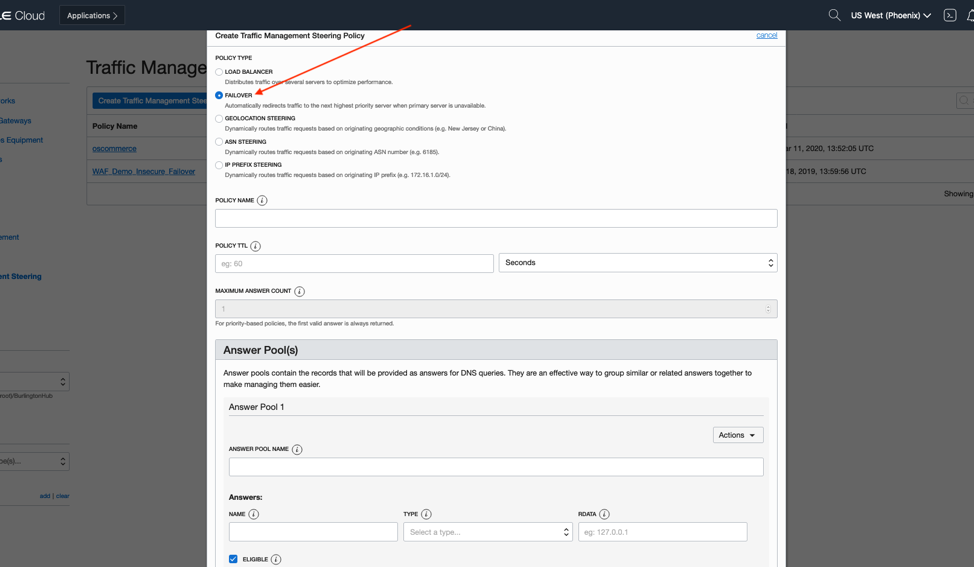 Cloud
Applications
US West (Phoenix)
Create Traffic Management Steering Policy
cancel
Traffic Manage
Create Traffic Management Stee
Policy Name
oscommerce
WAF_Demo_Insecure_Failover
ar 11, 2020, 13:52:05 UTC
18, 2019, 13:59:56 UTC
Showing
orks
Gateways
s Equipment
s
ement
ent Steering
root)/BurlingtonHub
pe(s)...
add | clear
POLICY TYPE
LOAD BALANCER
Distributes traffic over several servers to optimize performance.
FAILOVER
Automatically redirects traffic to the next highest priority server when primary server is unavailable.
GEOLOCATION STEERING
Dynamically routes traffic requests based on originating geographic conditions (e.g. New Jersey or China).
ASN STEERING
Dynamically routes traffic requests based on originating ASN number (e.g. 6185).
IP PREFIX STEERING
Dynamically routes traffic requests based on originating IP prefix (e.g. 172.16.1.0/24).
POLICY NAME i
POLICY TTL i
eg: 60
Seconds
MAXIMUM ANSWER COUNT i
1
For priority-based policies, the first valid answer is always returned.
Answer Pool(s)
Answer pools contain the records that will be provided as answers for DNS queries. They are an effective way to group similar or related answers together to
make managing them easier.
Answer Pool 1
Actions
ANSWER POOL NAME i
Answers:
NAME i
TYPE i
RDATA i
Select a type...
eg: 127.0.0.1
ELIGIBLE i